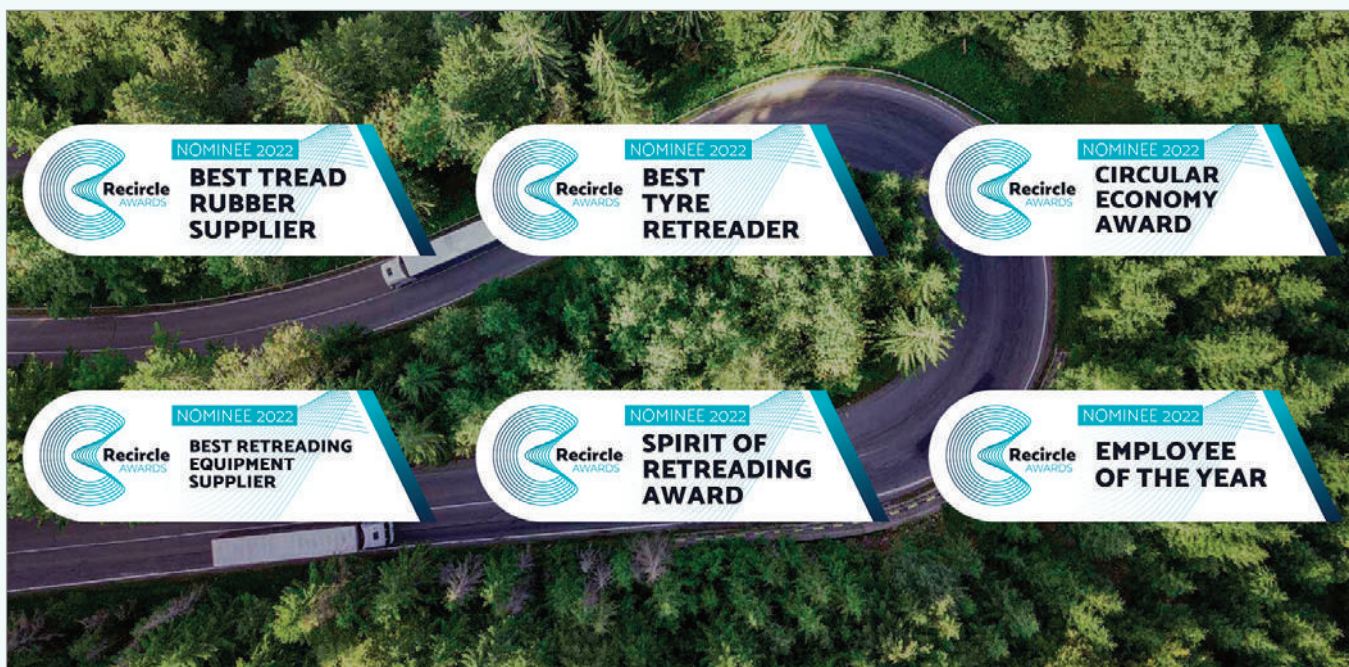 NOMINEE 2022
BEST TREAD
RUBBER
SUPPLIER
Recircle
AWARDS
NOMINEE 2022
BEST
TYRE
RETREADER
Recircle
AWARDS
NOMINEE 2022
CIRCULAR
ECONOMY
AWARD
Recircle
AWARDS
NOMINEE 2022
BEST RETREADING
EQUIPMENT
SUPPLIER
Recircle
AWARDS
NOMINEE 2022
SPIRIT OF
RETREADING
AWARD
Recircle
AWARDS
NOMINEE 2022
EMPLOYEE
OF THE YEAR
Recircle
AWARDS